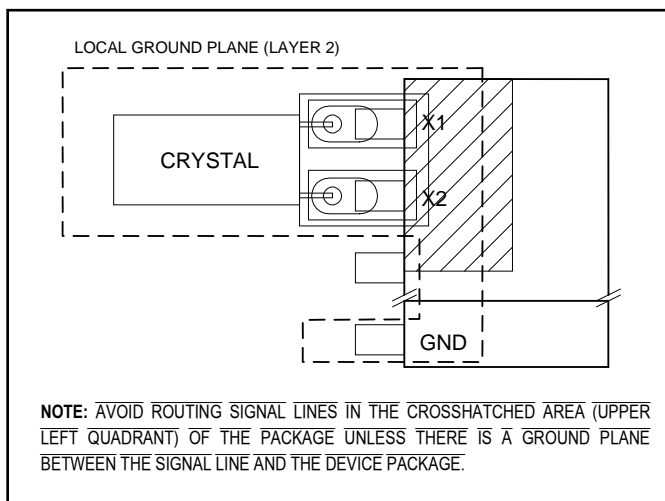 LOCAL GROUND PLANE (LAYER 2)
X1
CRYSTAL
X2
GND
NOTE: AVOID ROUTING SIGNAL LINES IN THE CROSSHATCHED AREA (UPPER
LEFT QUADRANT) OF THE PACKAGE UNLESS THERE IS A GROUND PLANE
BETWEEN THE SIGNAL LINE AND THE DEVICE PACKAGE.